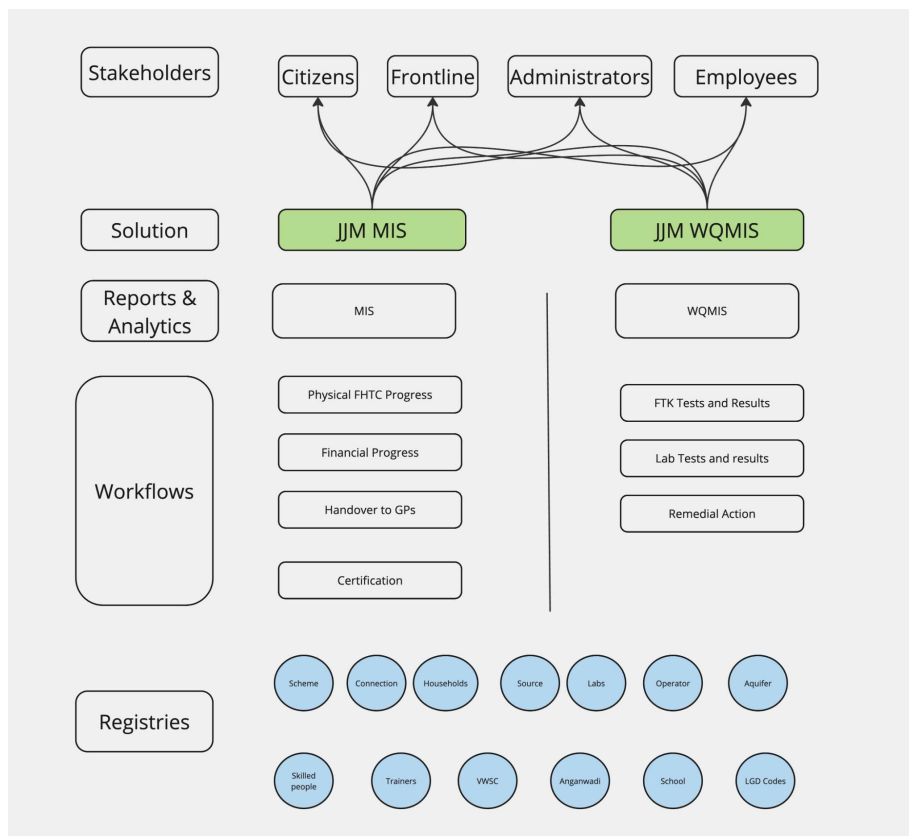 Stakeholders
Citizens
Frontline
Administrators
Employees
Solution
JJM MIS
JJM WQMIS
Reports &
Analytics
MIS
WQMIS
Workflows
Physical FHTC Progress
Financial Progress
Handover to GPs
Certification
FTK Tests and Results
Lab Tests and results
Remedial Action
Registries
Scheme
Connection
Households
Source
Labs
Operator
Aquifer
Skilled
people
Trainers
VWSC
Anganwadi
School
LGD Codes